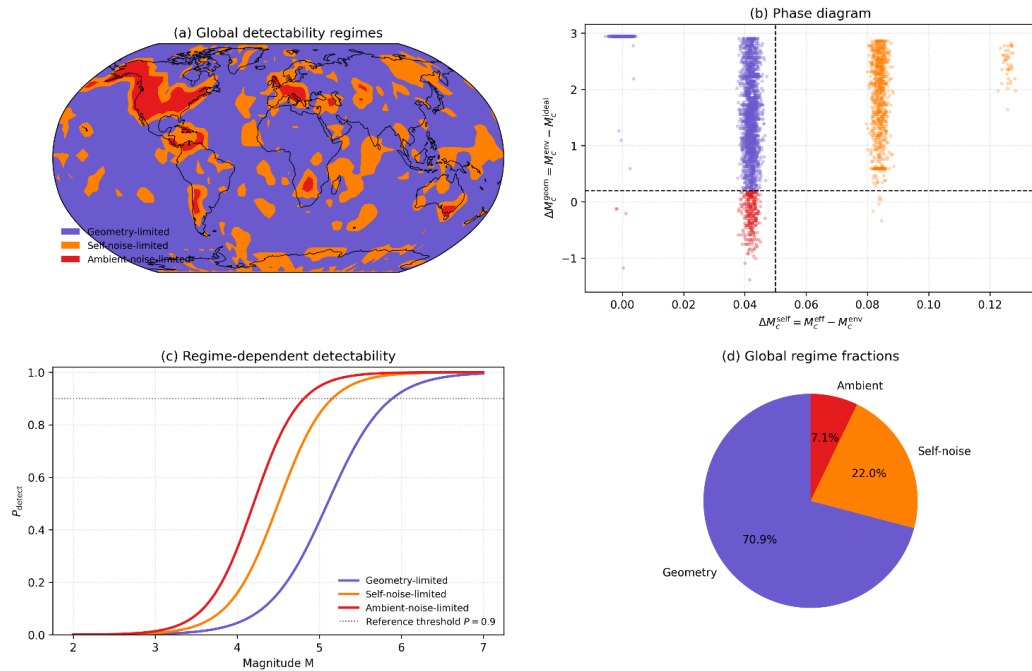 (a) Global detectability regimes
Geometry-limited
Self-noise-limited
Ambient-noise-limited
(b) Phase diagram
3
2
1
0
−1
0.00 0.02 0.04 0.06 0.08 0.10 0.12
ΔM_c^geom = M_c^env − M_c^ideal
ΔM_c^self = M_c^eff − M_c^env
(c) Regime-dependent detectability
1.0
0.8
0.6
0.4
0.2
0.0
P_detect
2 3 4 5 6 7
Magnitude M
Geometry-limited
Self-noise-limited
Ambient-noise-limited
Reference threshold P = 0.9
(d) Global regime fractions
Ambient
7.1%
Self-noise
22.0%
70.9%
Geometry